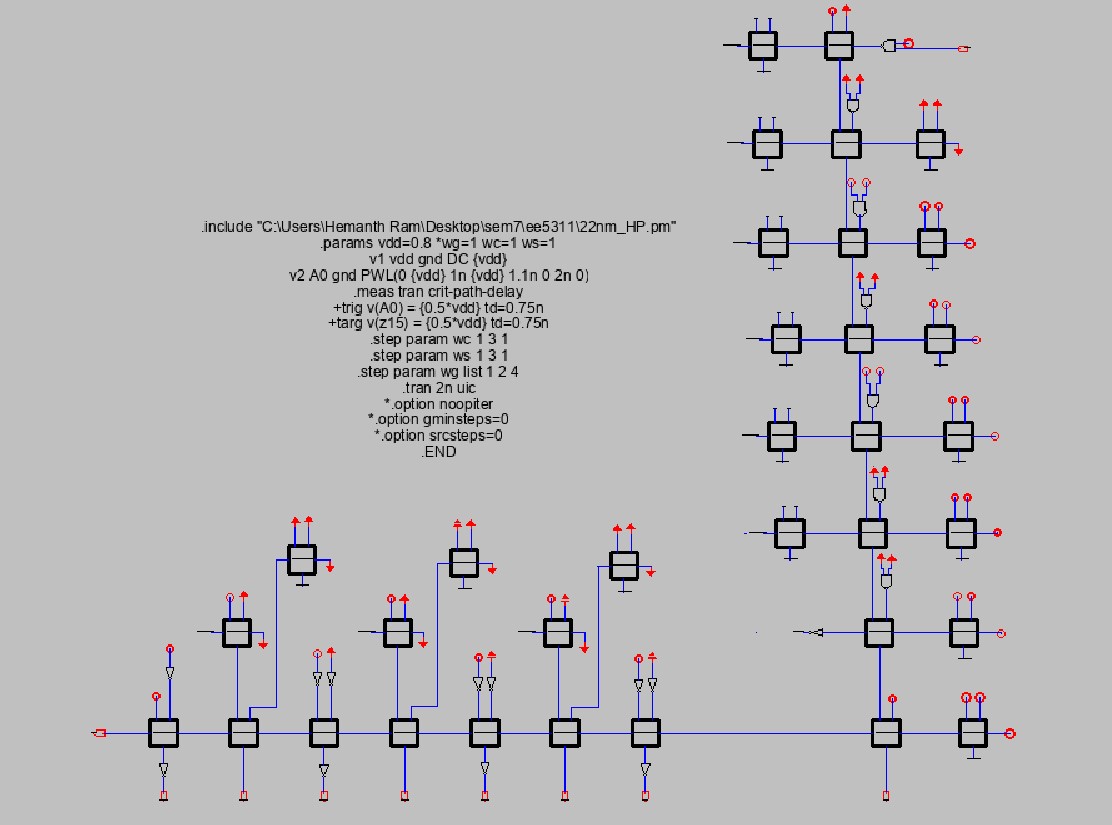 .include "C:\Users\Hemanth Ram\Desktop\sem7\ee5311\22nm_HP.pm"
.params vdd=0.8 *wg=1 wc=1 ws=1
v1 vdd gnd DC {vdd}
v2 A0 gnd PWL(0 {vdd} 1n {vdd} 1.1n 0 2n 0)
.meas tran crit-path-delay
+trig v(A0) = {0.5*vdd} td=0.75n
+targ v(z15) = {0.5*vdd} td=0.75n
.step param wc 1 3 1
.step param ws 1 3 1
.step param wg list 1 2 4
.tran 2n uic
*.option noopiter
*.option gminsteps=0
*.option srcsteps=0
.END